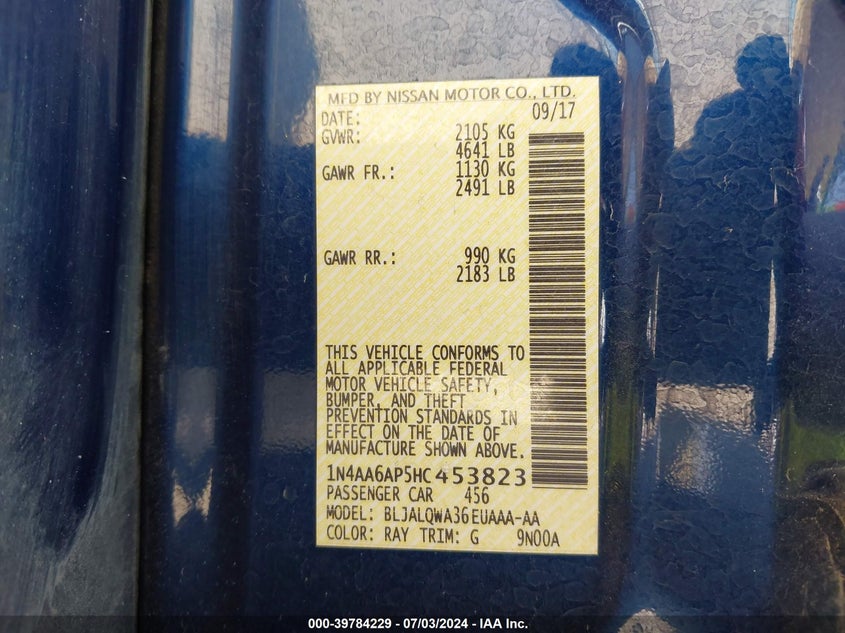 MFD BY NISSAN MOTOR CO., LTD.
DATE: 09/17
GVWR: 2105 KG
4641 LB
GAWR FR.: 1130 KG
2491 LB
GAWR RR.: 990 KG
2183 LB
THIS VEHICLE CONFORMS TO
ALL APPLICABLE FEDERAL
MOTOR VEHICLE SAFETY,
BUMPER, AND THEFT
PREVENTION STANDARDS IN
EFFECT ON THE DATE OF
MANUFACTURE SHOWN ABOVE.
1N4AA6AP5HC453823
PASSENGER CAR 456
MODEL: BLJALQWA36EUAAA-AA
COLOR: RAY TRIM: G 9N00A
000-39784229 - 07/03/2024 - IAA Inc.